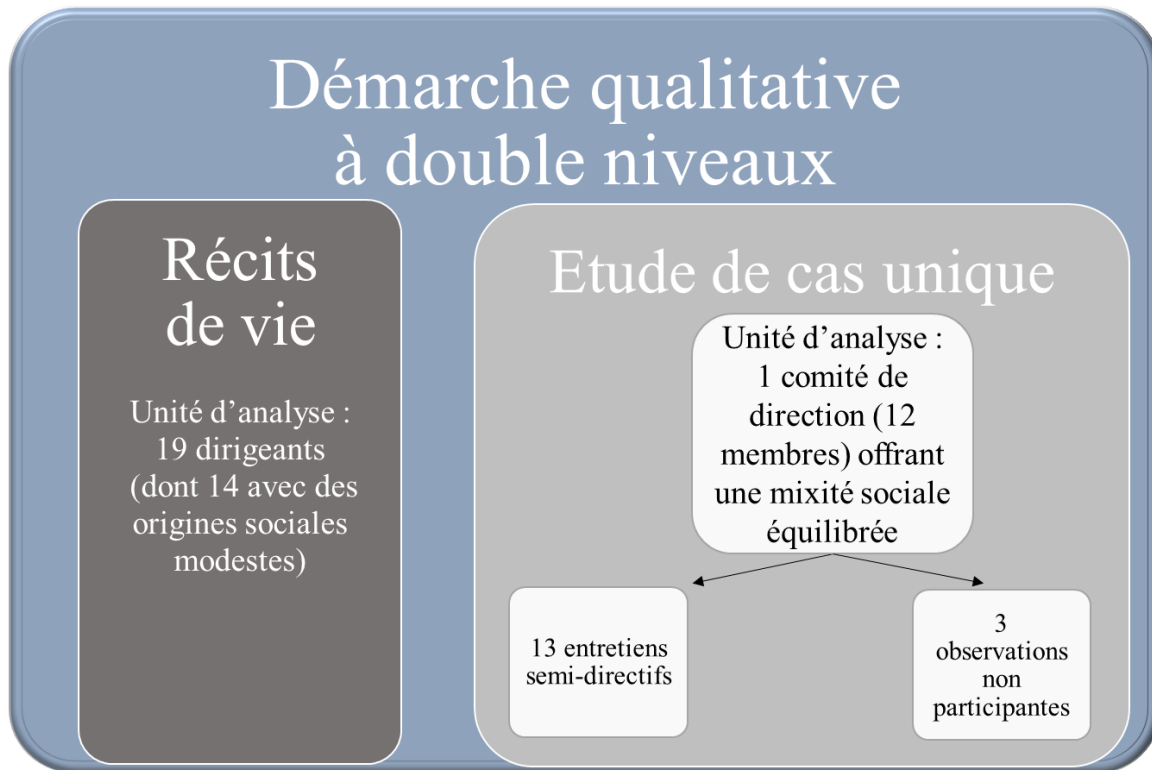 Démarche qualitative
à double niveaux
Récits
de vie
Unité d'analyse :
19 dirigeants
(dont 14 avec des
origines sociales
modestes)
Etude de cas unique
Unité d'analyse :
1 comité de
direction (12
membres) offrant
une mixité sociale
équilibrée
13 entretiens
semi-directifs
3
observations
non
participantes